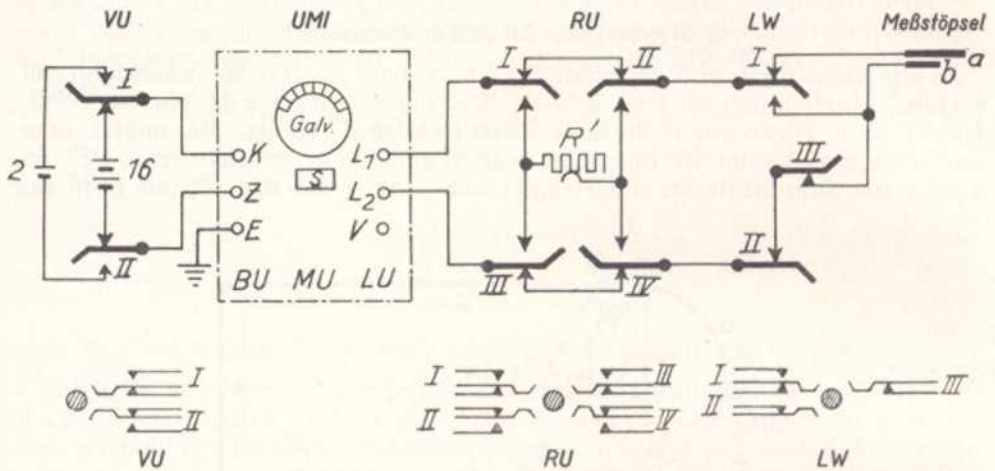 VU UMI RU LW Meßstöpsel
I I II I a
b
Galv. R'
2 16 K L₁ III
S
Z L₂
E V
II III IV II
BU MU LU
I I III I III
II II IV II
VU RU LW